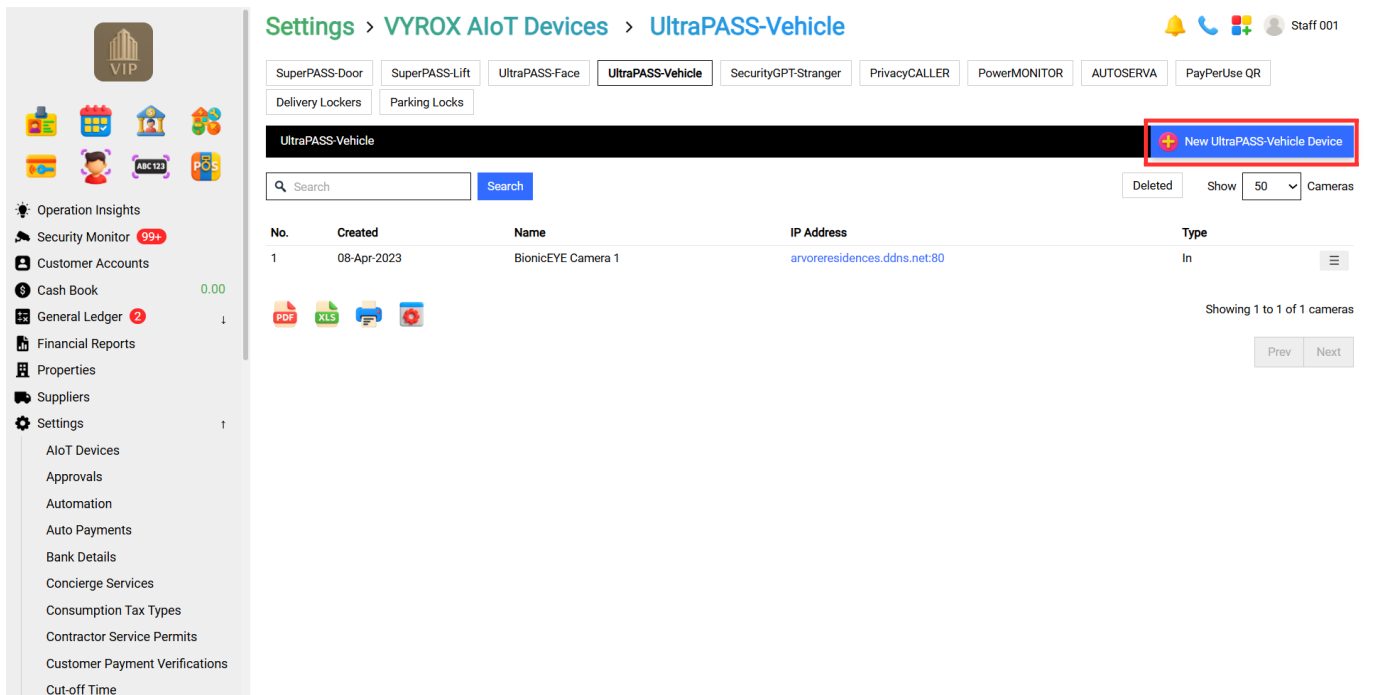 VIP
ABC 123
POS
Operation Insights
Security Monitor 99+
Customer Accounts
Cash Book 0.00
General Ledger 2 ↓
Financial Reports
Properties
Suppliers
Settings ↑
AIoT Devices
Approvals
Automation
Auto Payments
Bank Details
Concierge Services
Consumption Tax Types
Contractor Service Permits
Customer Payment Verifications
Cut-off Time
Settings > VYROX AIoT Devices > UltraPASS-Vehicle
Staff 001
SuperPASS-Door SuperPASS-Lift UltraPASS-Face UltraPASS-Vehicle SecurityGPT-Stranger PrivacyCALLER PowerMONITOR AUTOSERVA PayPerUse QR
Delivery Lockers Parking Locks
UltraPASS-Vehicle New UltraPASS-Vehicle Device
Search Search Deleted Show 50 Cameras
No. Created Name IP Address Type
1 08-Apr-2023 BionicEYE Camera 1 arvoreresidences.ddns.net:80 In
PDF XLS
Showing 1 to 1 of 1 cameras
Prev Next